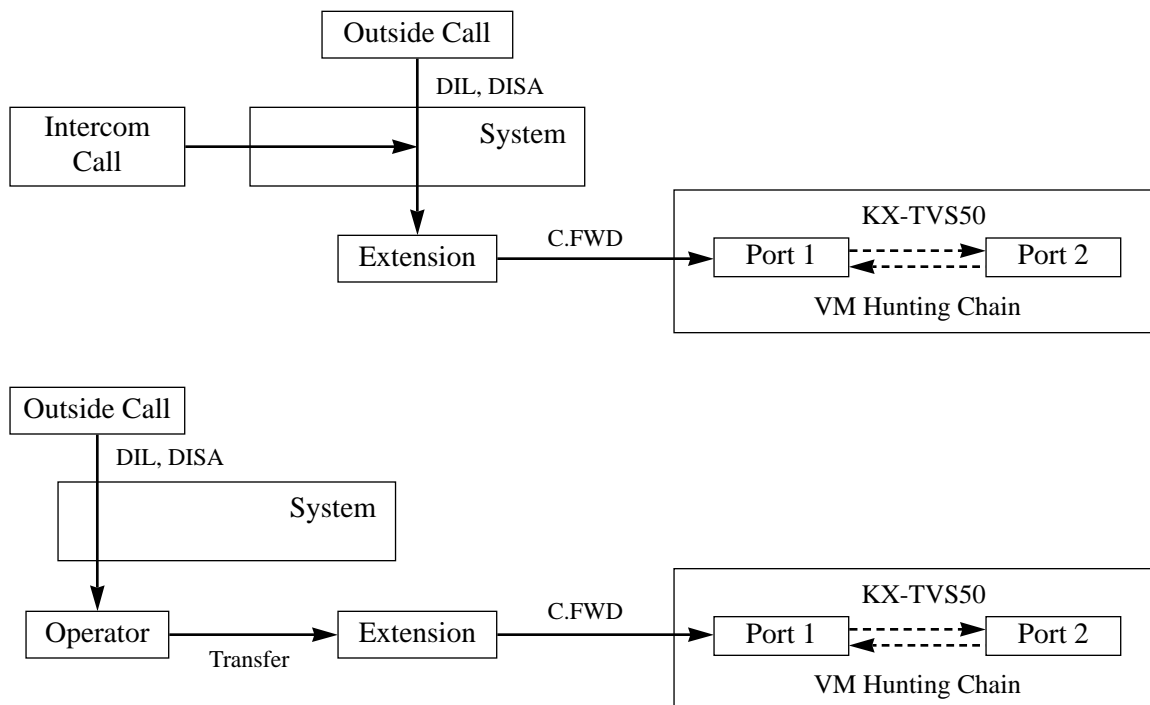 Outside Call
DIL, DISA
Intercom
Call
System
KX-TVS50
C.FWD
Extension
Port 1
Port 2
VM Hunting Chain
Outside Call
DIL, DISA
System
KX-TVS50
C.FWD
Operator
Extension
Port 1
Port 2
Transfer
VM Hunting Chain